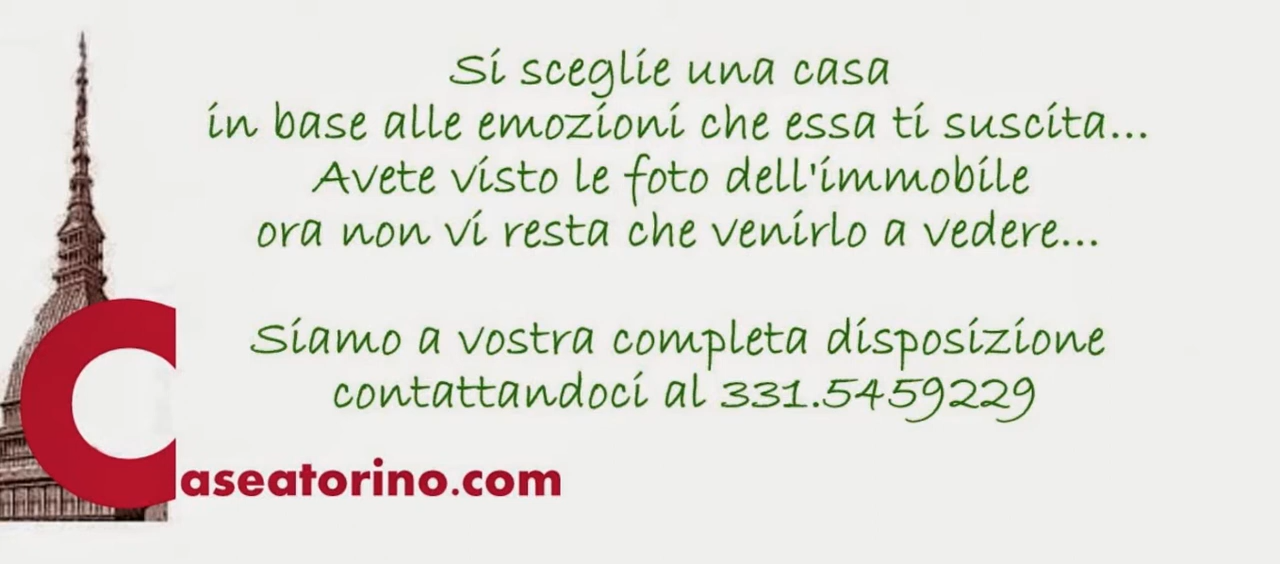 Si sceglie una casa
in base alle emozioni che essa ti suscita...
Avete visto le foto dell'immobile
ora non vi resta che venirlo a vedere...
Siamo a vostra completa disposizione
contattandoci al 331.5459229
Caseatorino.com